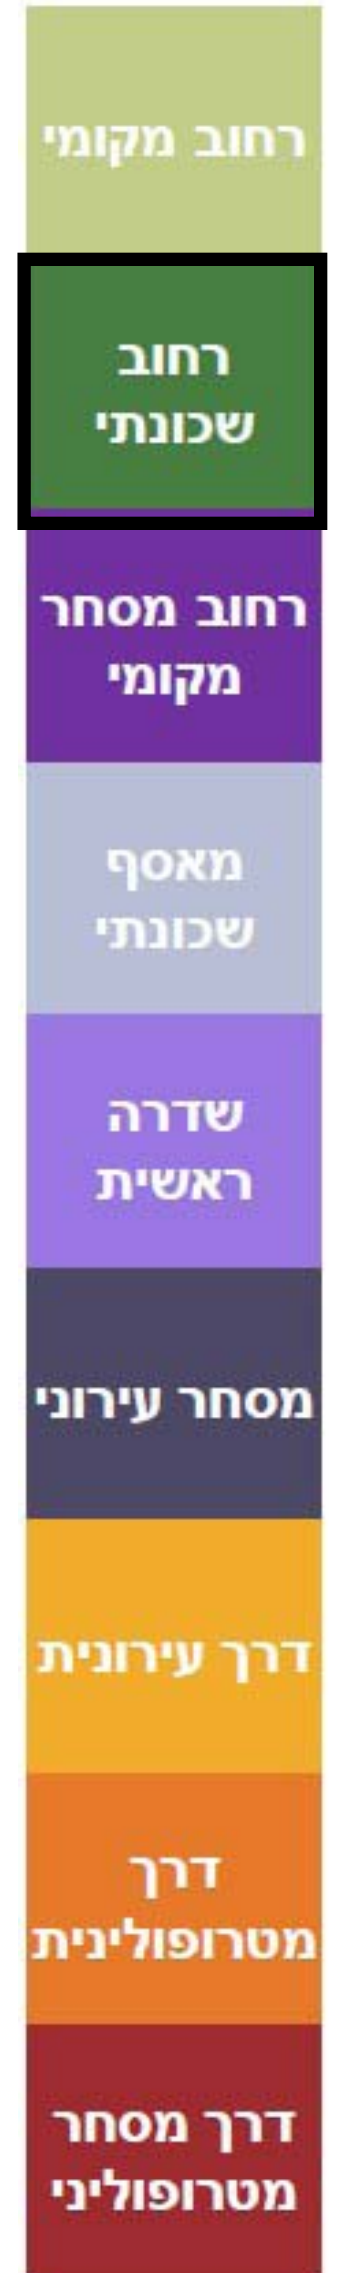 רחוב מקומי
רחוב
שכונתי
רחוב מסחר
מקומי
מאסף
שכונתי
שדרה
ראשית
מסחר עירוני
דרך עירונית
דרך
מטרופולינית
דרך מסחר
מטרופוליני